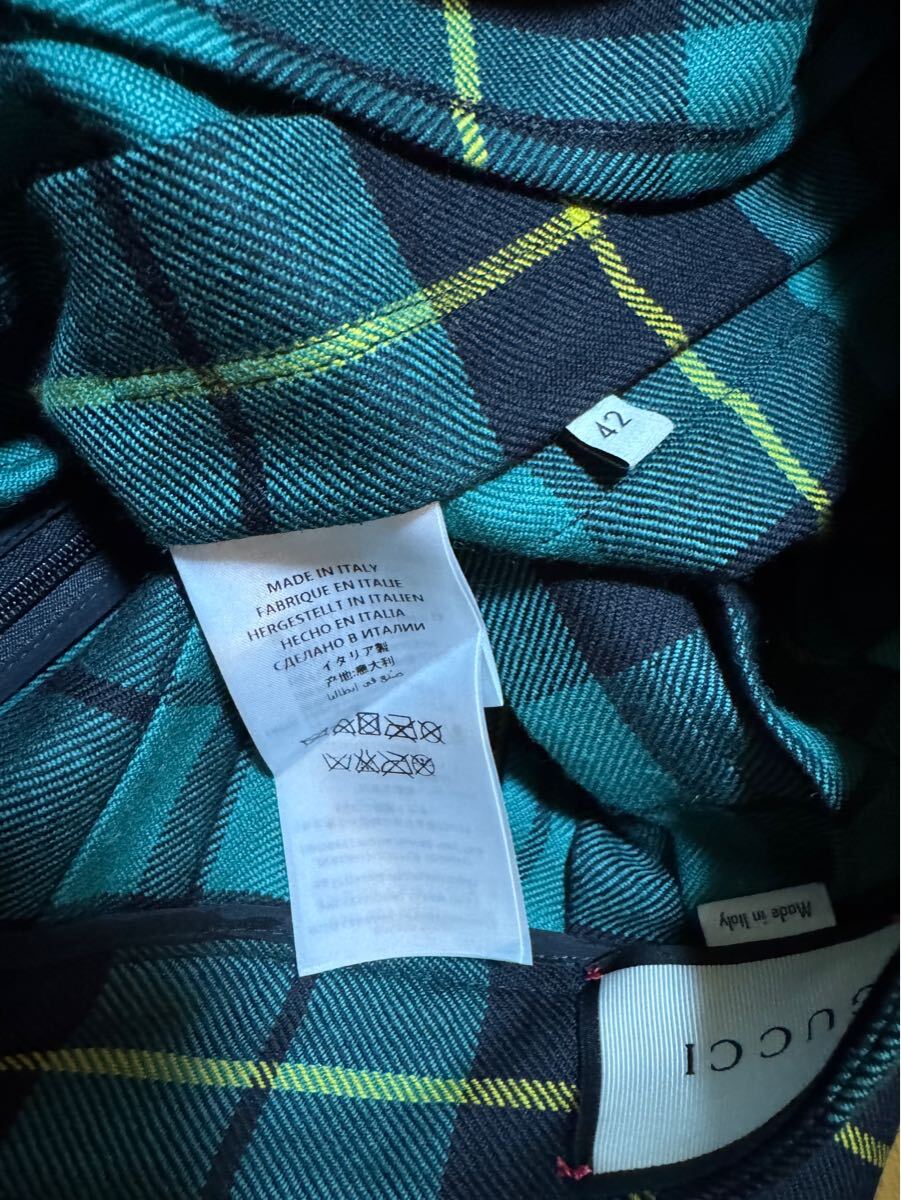 42
MADE IN ITALY
FABRIQUE EN ITALIE
HERGESTELLT IN ITALIEN
HECHO EN ITALIA
СДЕЛАНО В ИТАЛИИ
イタリア製
产地:意大利
صنع في ايطاليا
Made in Italy
GUCCI